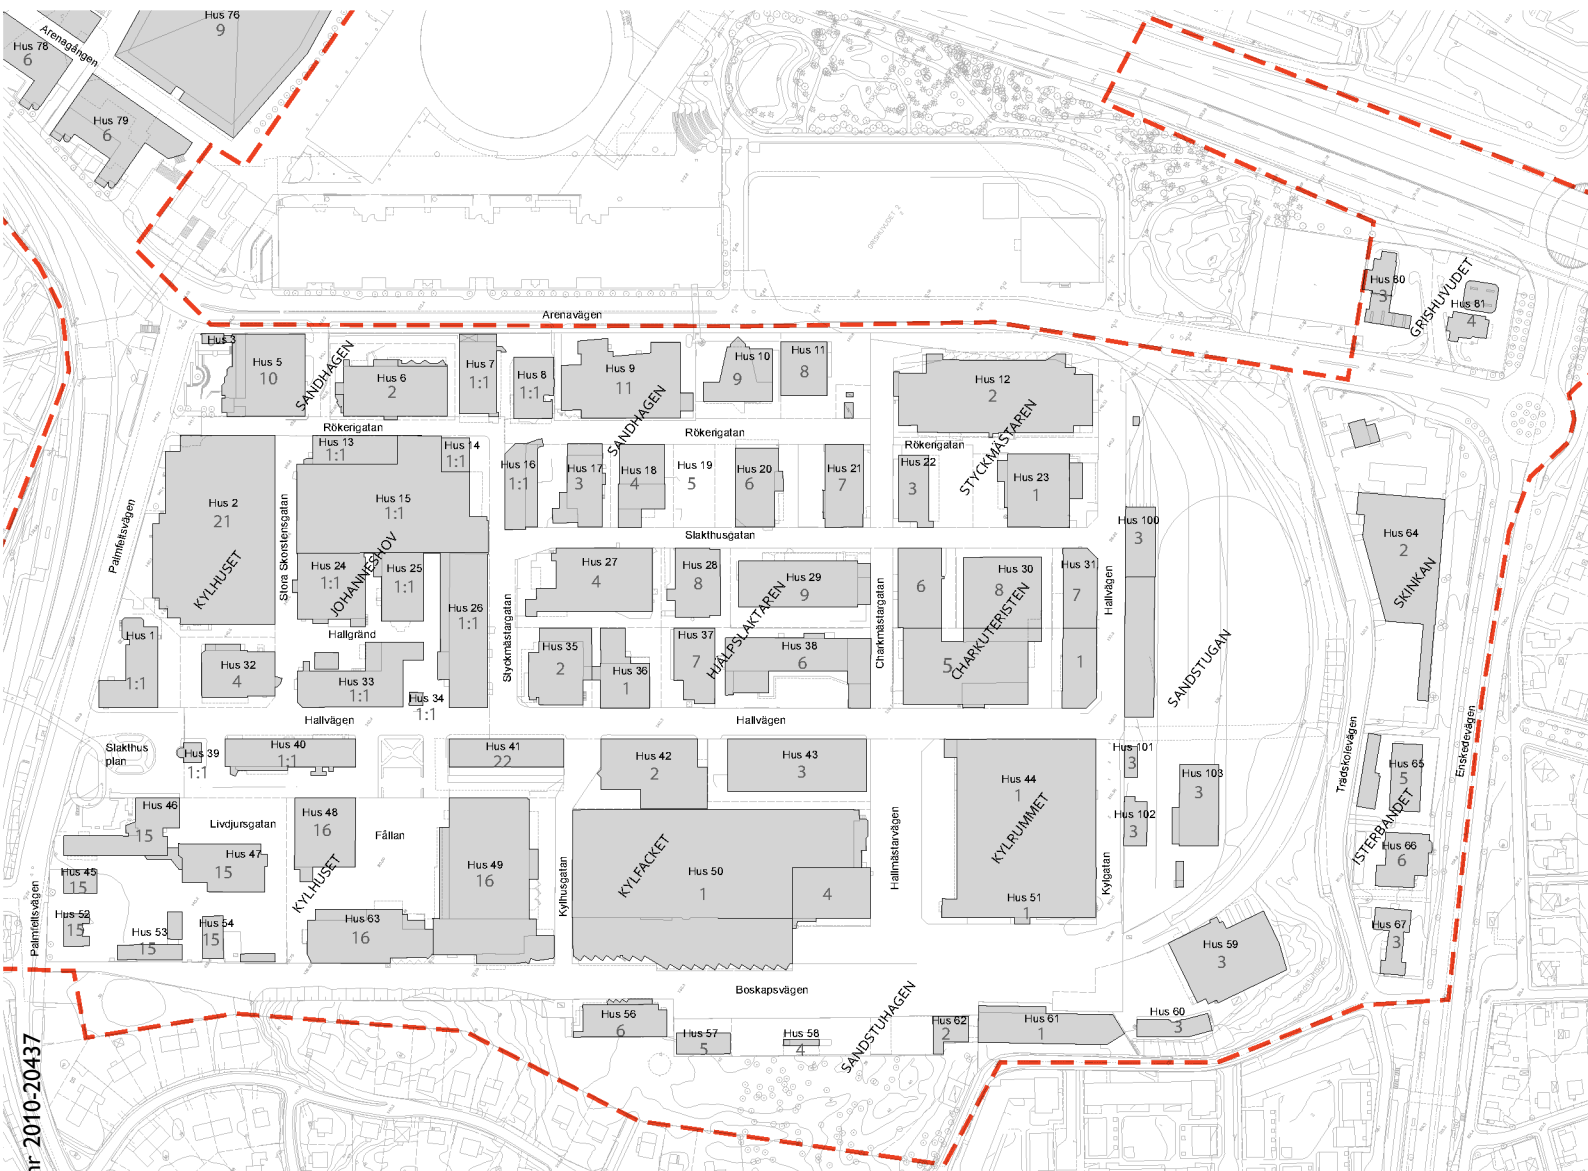 Hus 76
9
Arenagången
Hus 78
6
Hus 79
6
GRISHUVUDET 2
Hus 80
3
GRISHUVUDET
Hus 81
4
Arenavägen
Hus 3
Hus 5
10
SANDHAGEN
Hus 6
2
Hus 7
1:1
Hus 8
1:1
Hus 9
11
SANDHAGEN
Hus 10
9
Hus 11
8
Hus 12
2
Rökerigatan
Rökerigatan
Rökerigatan
STYCKMÄSTAREN
Hus 13
1:1
Hus 14
1:1
Hus 16
1:1
Hus 17
3
Hus 18
4
Hus 19
5
Hus 20
6
Hus 21
7
Hus 22
3
Hus 23
1
Palmfeltsvägen
Hus 2
21
KYLHUSET
Stora Skorstensgatan
Hus 15
1:1
JOHANNESHOV
Slakthusgatan
Hus 100
3
Hus 64
2
SKINKAN
Hus 24
1:1
Hus 25
1:1
Hus 26
1:1
Hallgränd
Styckmästargatan
Hus 27
4
Hus 28
8
Hus 29
9
HJÄLPSLAKTAREN
Charkmästargatan
6
Hus 30
8
CHARKUTERISTEN
Hus 31
7
Hallvägen
SANDSTUGAN
Hus 1
1:1
Hus 32
4
Hus 33
1:1
Hus 34
1:1
Hus 35
2
Hus 36
1
Hus 37
7
Hus 38
6
5
1
Hallvägen
Hallvägen
Slakthus
plan
Hus 39
1:1
Hus 40
1:1
Hus 41
22
Hus 42
2
Hus 43
3
Hus 44
1
KYLRUMMET
Hus 101
3
Hus 102
3
Hus 103
3
Trädskolevägen
Enskedevägen
Hus 65
5
ISTERBANDET
Hus 66
6
Hus 67
3
Hus 46
15
Livdjursgatan
Hus 47
15
Hus 48
16
KYLHUSET
Fållan
Hus 49
16
Kylhusgatan
KYLFACKET
Hus 50
1
4
Hallmästarvägen
Hus 51
1
Kylgatan
Hus 45
15
Hus 52
15
Hus 53
15
Hus 54
15
Hus 63
16
Palmfeltsvägen
Hus 59
3
Boskapsvägen
Hus 56
6
Hus 57
5
Hus 58
4
SANDSTUHAGEN
Hus 62
2
Hus 61
1
Hus 60
3
nr 2010-20437